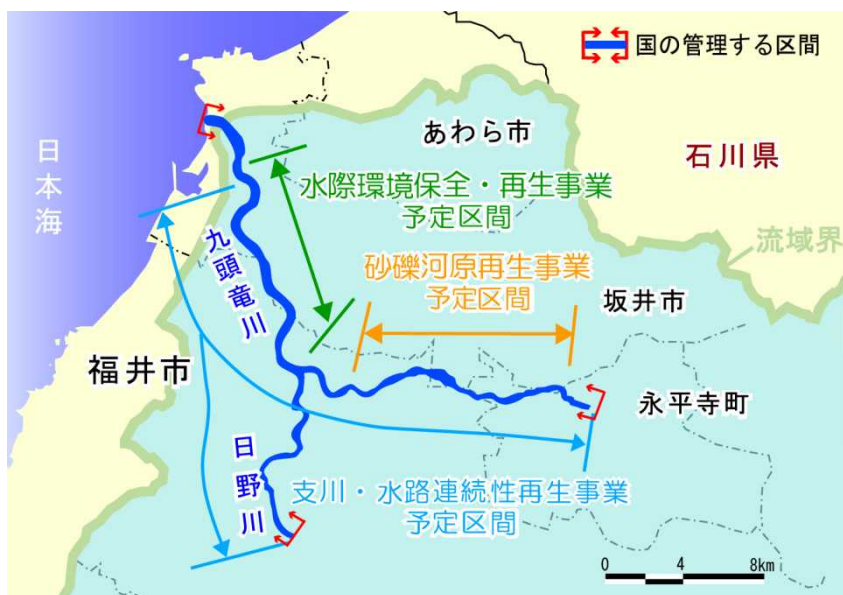 国の管理する区間
あわら市
石川県
日本海
水際環境保全・再生事業
予定区間
流域界
九頭竜川
砂礫河原再生事業
予定区間
坂井市
福井市
永平寺町
日野川
支川・水路連続性再生事業
予定区間
0 4 8km